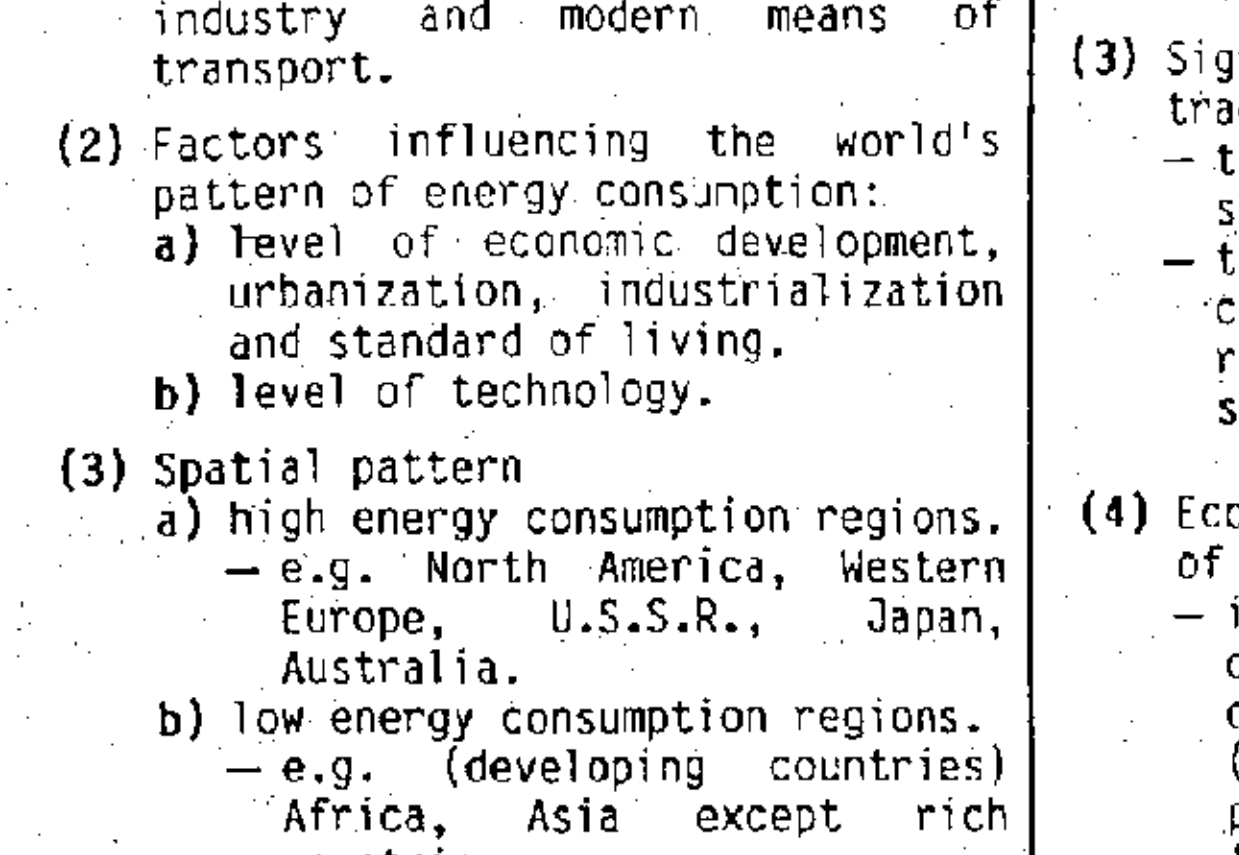 industry and modern means of
transport.
(2) Factors influencing the world's
pattern of energy consumption:
a) level of economic development,
urbanization, industrialization
and standard of living.
b) level of technology.
(3) Spatial pattern
a) high energy consumption regions.
— e.g. North America, Western
Europe, U.S.S.R., Japan,
Australia.
b) low energy consumption regions.
— e.g. (developing countries)
Africa, Asia except rich
(3)
— t
s
— t
c
r
s
(4)
of
— i